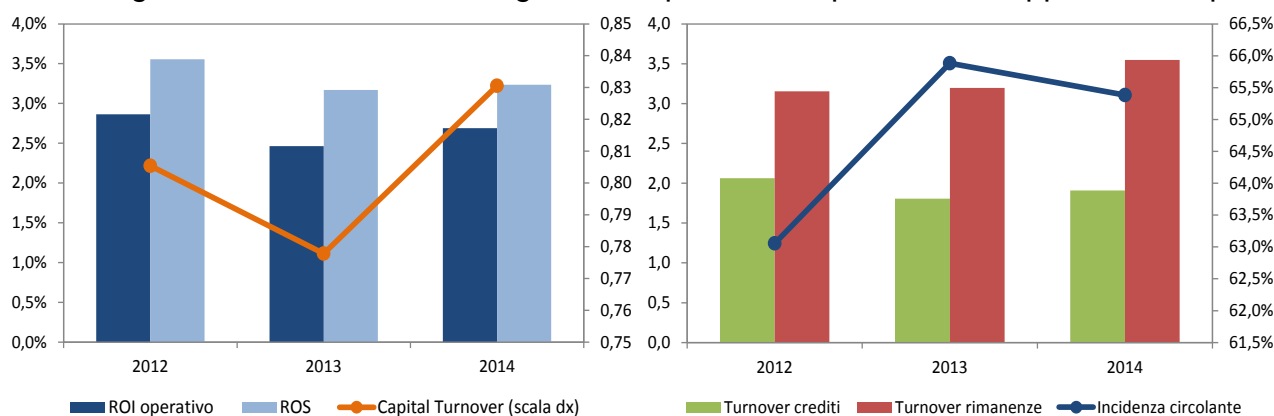 4,0% 0,85 4,0 66,5%
3,5% 0,84 3,5 66,0%
3,0% 0,83 3,0 65,5%
2,5% 0,82 2,5 65,0%
2,0% 0,81 2,0 64,5%
1,5% 0,80 1,5 64,0%
1,0% 0,79 1,0 63,5%
0,5% 0,78 0,5 63,0%
0,0% 0,77 0,0 62,5%
0,76 62,0%
0,75 61,5%
2012 2013 2014 2012 2013 2014
ROI operativo ROS Capital Turnover (scala dx) Turnover crediti Turnover rimanenze Incidenza circolante